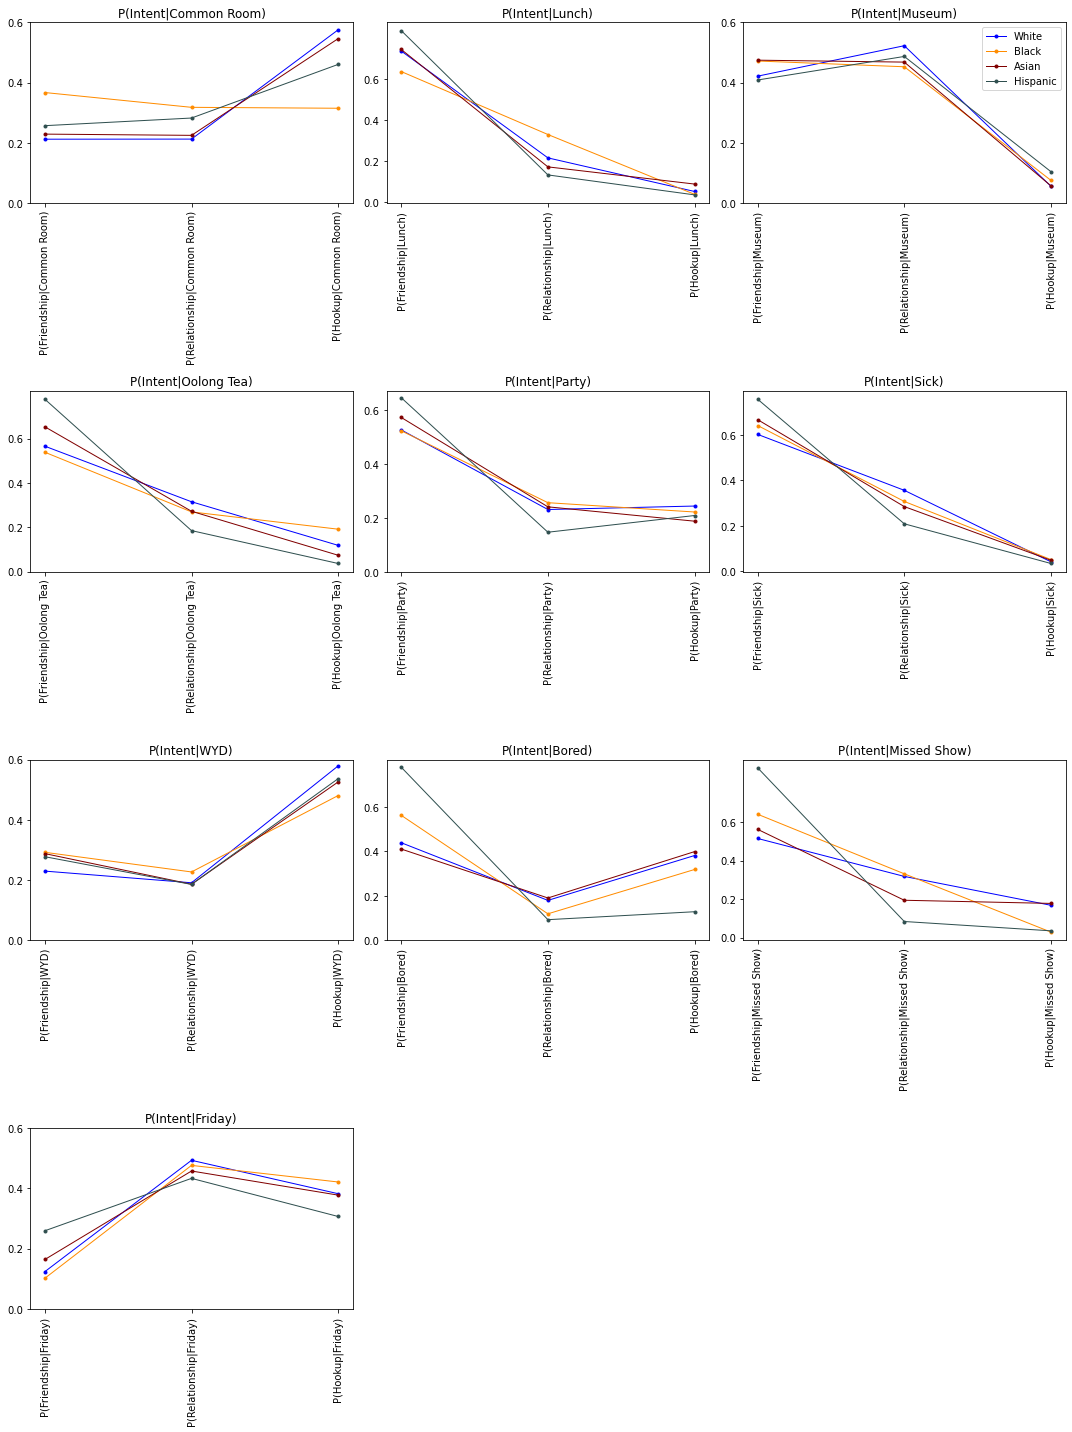 P(Intent|Common Room)
P(Intent|Lunch)
P(Intent|Museum)
0.6
0.4
0.2
0.0
0.6
0.4
0.2
0.0
0.6
0.4
0.2
0.0
White
Black
Asian
Hispanic
P(Friendship|Common Room)
P(Relationship|Common Room)
P(Hookup|Common Room)
P(Friendship|Lunch)
P(Relationship|Lunch)
P(Hookup|Lunch)
P(Friendship|Museum)
P(Relationship|Museum)
P(Hookup|Museum)
P(Intent|Oolong Tea)
P(Intent|Party)
P(Intent|Sick)
0.6
0.4
0.2
0.0
0.6
0.4
0.2
0.0
0.6
0.4
0.2
0.0
P(Friendship|Oolong Tea)
P(Relationship|Oolong Tea)
P(Hookup|Oolong Tea)
P(Friendship|Party)
P(Relationship|Party)
P(Hookup|Party)
P(Friendship|Sick)
P(Relationship|Sick)
P(Hookup|Sick)
P(Intent|WYD)
P(Intent|Bored)
P(Intent|Missed Show)
0.6
0.4
0.2
0.0
0.6
0.4
0.2
0.0
0.6
0.4
0.2
0.0
P(Friendship|WYD)
P(Relationship|WYD)
P(Hookup|WYD)
P(Friendship|Bored)
P(Relationship|Bored)
P(Hookup|Bored)
P(Friendship|Missed Show)
P(Relationship|Missed Show)
P(Hookup|Missed Show)
P(Intent|Friday)
0.6
0.4
0.2
0.0
P(Friendship|Friday)
P(Relationship|Friday)
P(Hookup|Friday)